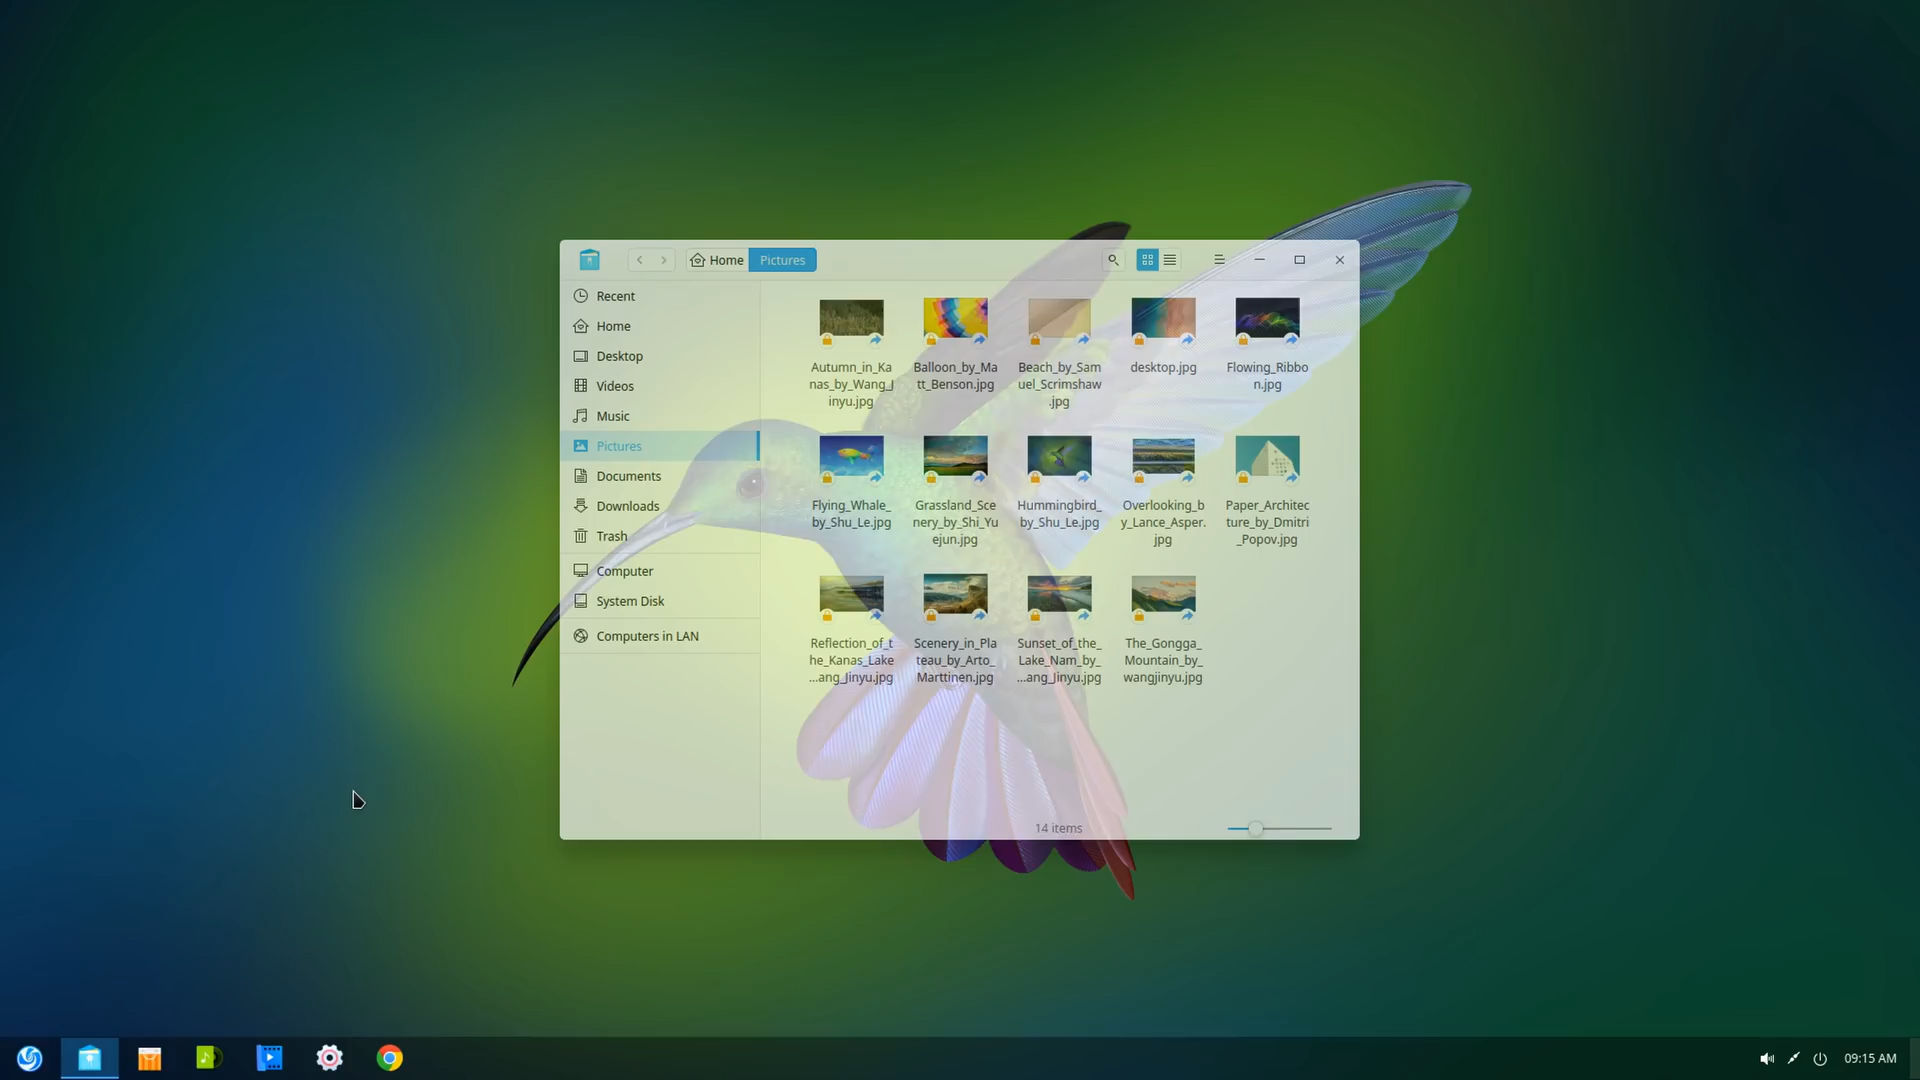 Home
Pictures
Recent
Home
Desktop
Videos
Music
Pictures
Documents
Downloads
Trash
Computer
System Disk
Computers in LAN
Autumn_in_Ka
nas_by_Wang_J
inyu.jpg
Balloon_by_Ma
tt_Benson.jpg
Beach_by_Sam
uel_Scrimshaw
.jpg
desktop.jpg
Flowing_Ribbo
n.jpg
Flying_Whale_
by_Shu_Le.jpg
Grassland_Sce
nery_by_Shi_Yu
ejun.jpg
Hummingbird_
by_Shu_Le.jpg
Overlooking_b
y_Lance_Asper.
jpg
Paper_Architec
ture_by_Dmitri
_Popov.jpg
Reflection_of_t
he_Kanas_Lake
...ang_Jinyu.jpg
Scenery_in_Pla
teau_by_Arto_
Marttinen.jpg
Sunset_of_the_
Lake_Nam_by_
...ang_Jinyu.jpg
The_Gongga_
Mountain_by_
wangjinyu.jpg
14 items
09:15 AM